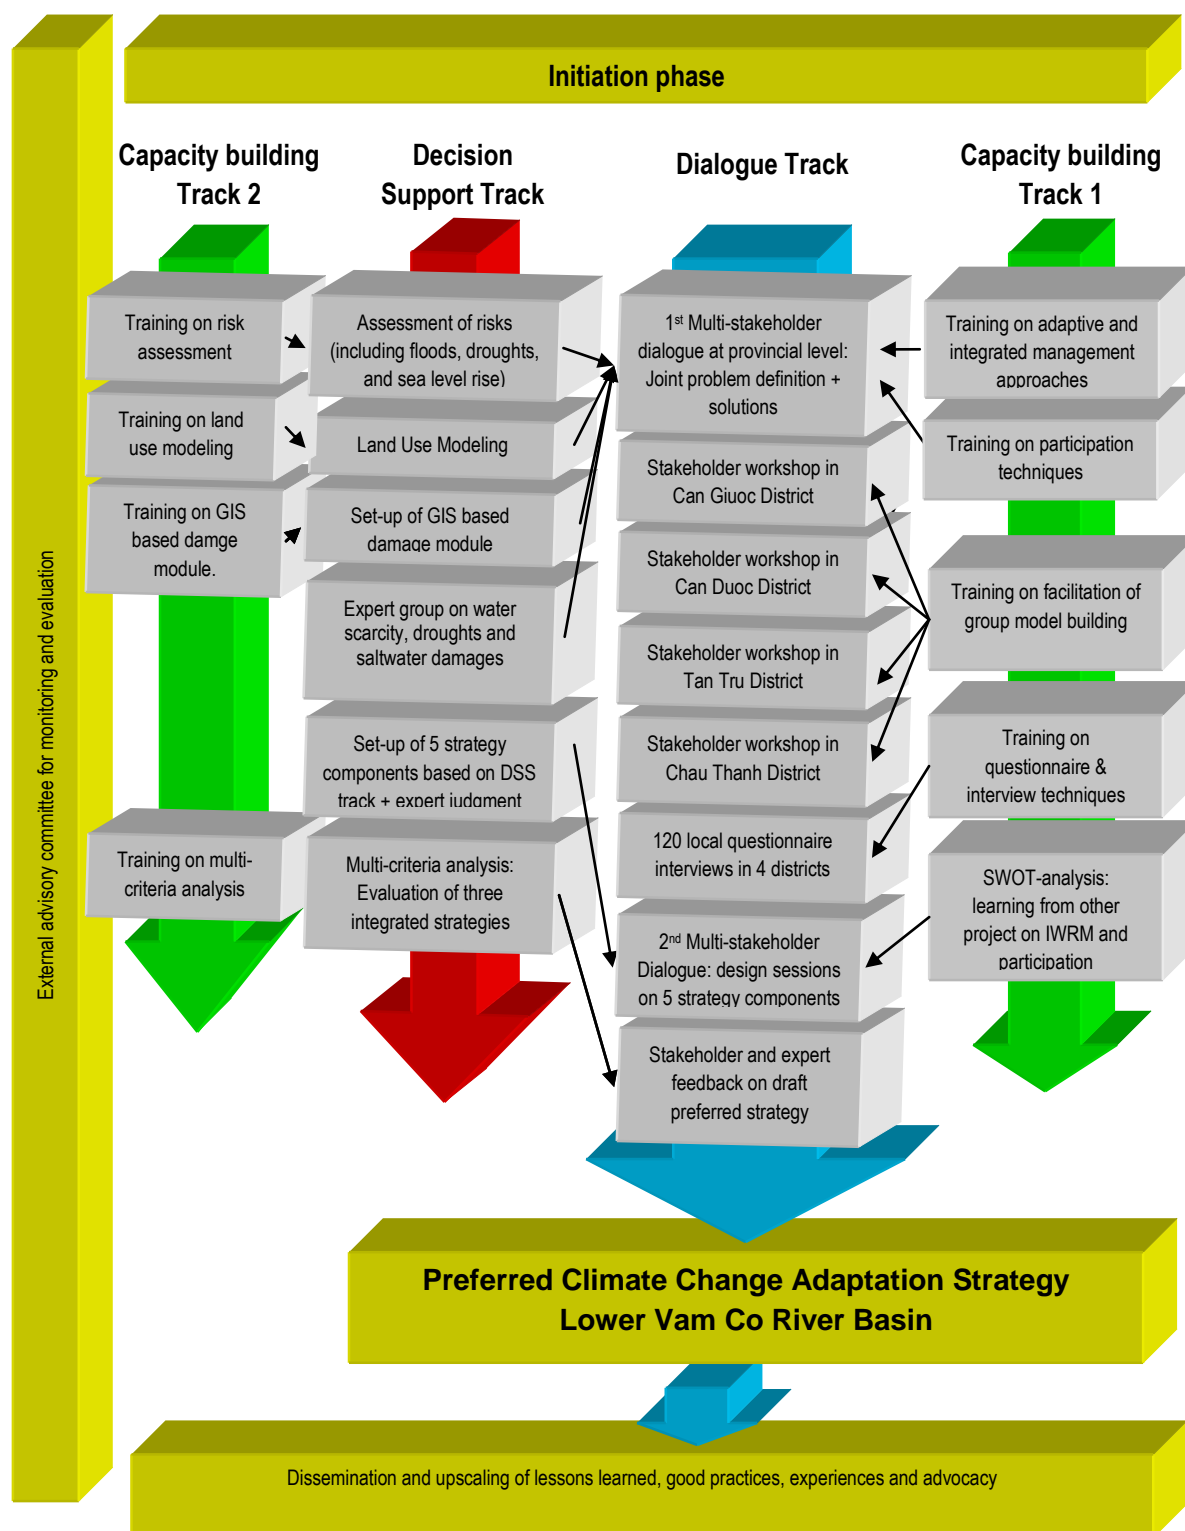 Initiation phase
External advisory committee for monitoring and evaluation
Capacity building
Track 2
Training on risk
assessment
Training on land
use modeling
Training on GIS
based damge
module.
Training on multi-
criteria analysis
Decision
Support Track
Assessment of risks
(including floods, droughts,
and sea level rise)
Land Use Modeling
Set-up of GIS based
damage module
Expert group on water
scarcity, droughts and
saltwater damages
Set-up of 5 strategy
components based on DSS
track + expert judgment
Multi-criteria analysis:
Evaluation of three
integrated strategies
Dialogue Track
1st Multi-stakeholder
dialogue at provincial level:
Joint problem definition +
solutions
Stakeholder workshop in
Can Giuoc District
Stakeholder workshop in
Can Duoc District
Stakeholder workshop in
Tan Tru District
Stakeholder workshop in
Chau Thanh District
120 local questionnaire
interviews in 4 districts
2nd Multi-stakeholder
Dialogue: design sessions
on 5 strategy components
Stakeholder and expert
feedback on draft
preferred strategy
Capacity building
Track 1
Training on adaptive and
integrated management
approaches
Training on participation
techniques
Training on facilitation of
group model building
Training on
questionnaire &
interview techniques
SWOT-analysis:
learning from other
project on IWRM and
participation
Preferred Climate Change Adaptation Strategy
Lower Vam Co River Basin
Dissemination and upscaling of lessons learned, good practices, experiences and advocacy